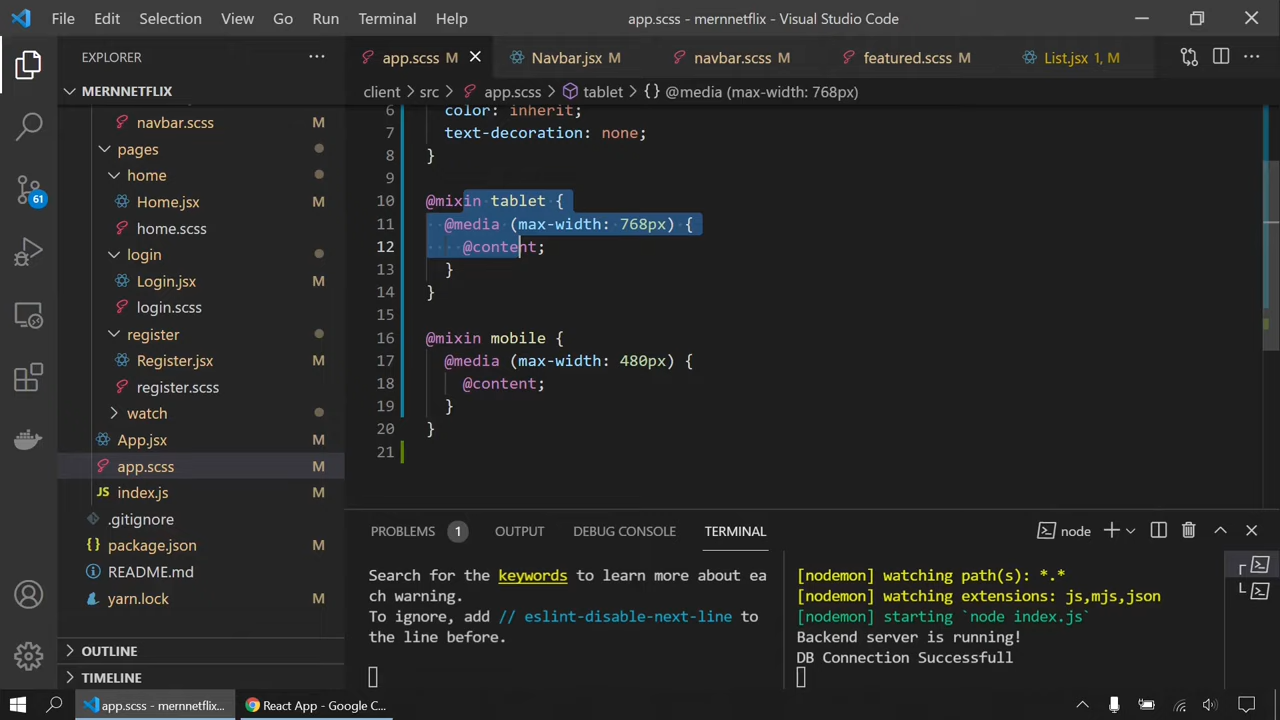 File Edit Selection View Go Run Terminal Help app.scss - mernnetflix - Visual Studio Code
EXPLORER
MERNNETFLIX
navbar.scss M
pages
home
Home.jsx M
home.scss
login
Login.jsx M
login.scss
register
Register.jsx M
register.scss
watch
App.jsx M
app.scss M
JS index.js M
.gitignore
package.json M
README.md
yarn.lock M
OUTLINE
TIMELINE
61
app.scss M Navbar.jsx M navbar.scss M featured.scss M List.jsx 1, M
client > src > app.scss > tablet > {} @media (max-width: 768px)
6 color: inherit;
7 text-decoration: none;
8 }
9
10 @mixin tablet {
11 @media (max-width: 768px) {
12 @content;
13 }
14 }
15
16 @mixin mobile {
17 @media (max-width: 480px) {
18 @content;
19 }
20 }
21
PROBLEMS 1 OUTPUT DEBUG CONSOLE TERMINAL node
Search for the keywords to learn more about ea
ch warning.
To ignore, add // eslint-disable-next-line to
the line before.
[nodemon] watching path(s): *.*
[nodemon] watching extensions: js,mjs,json
[nodemon] starting `node index.js`
Backend server is running!
DB Connection Successfull
app.scss - mernnetflix... React App - Google C...